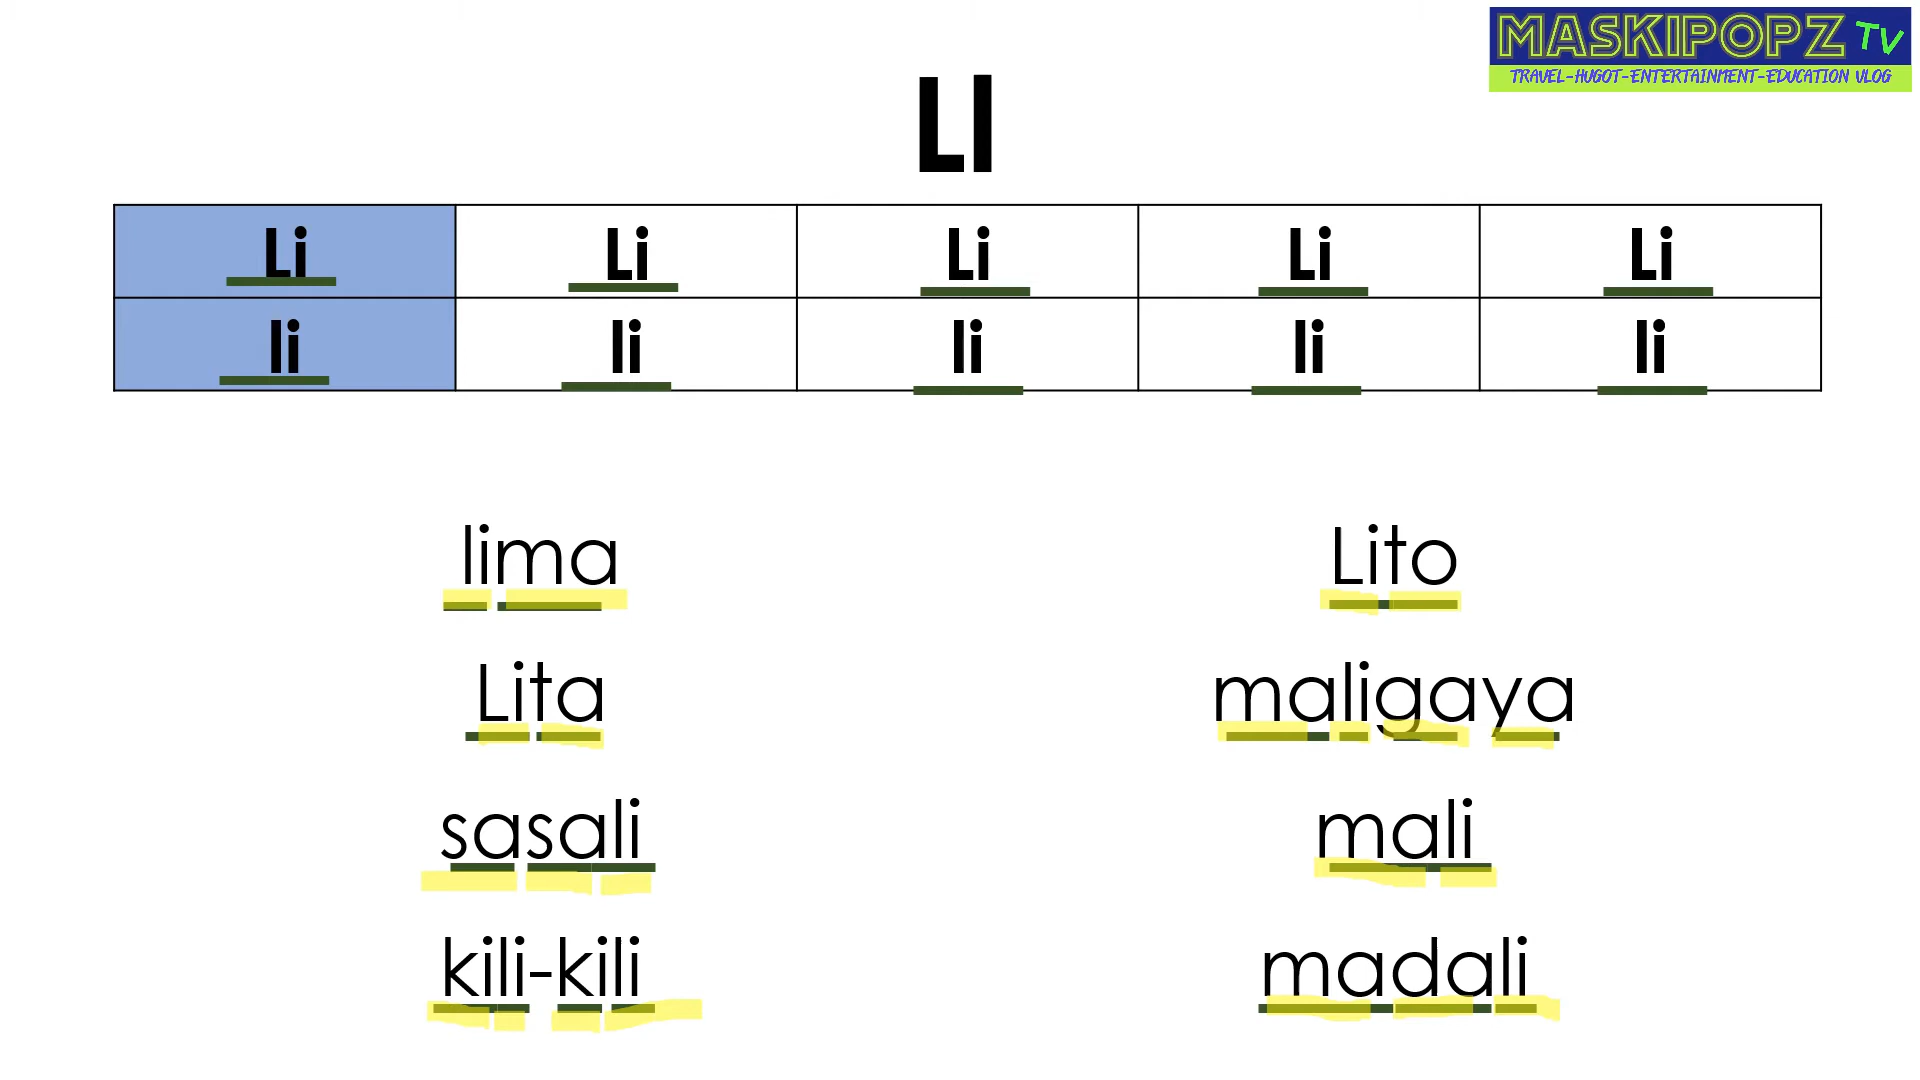 MASKIPOPZ TV
TRAVEL-HUGOT-ENTERTAINMENT-EDUCATION VLOG
LI
Li Li Li Li Li
li li li li li
lima Lito
Lita maligaya
sasali mali
kili-kili madali